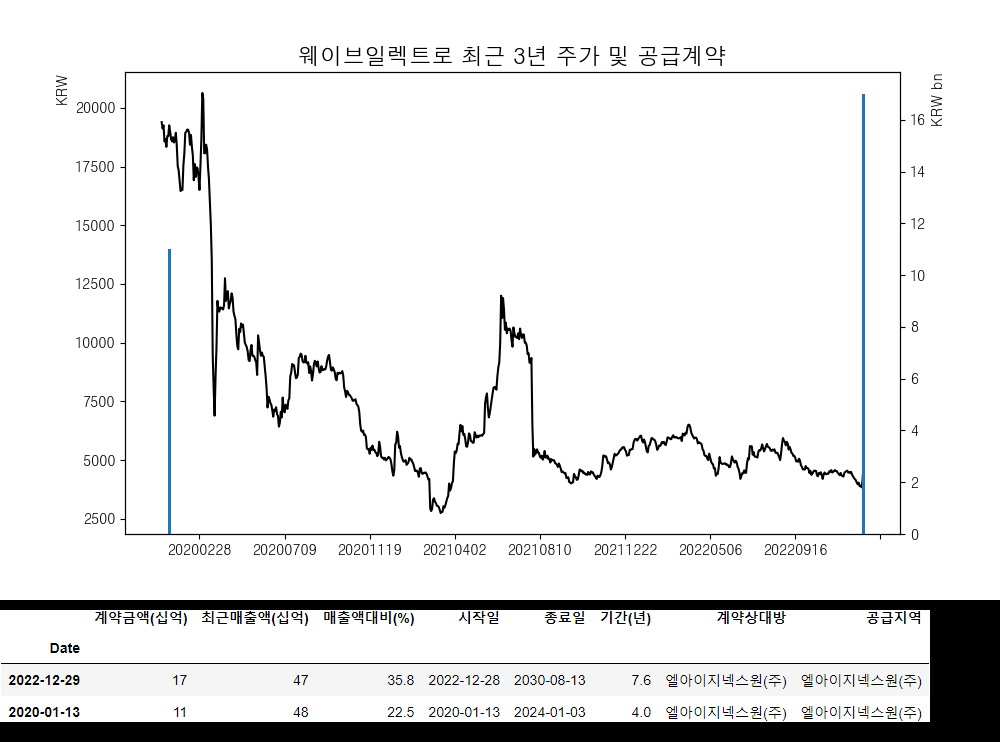 웨이브일렉트로 최근 3년 주가 및 공급계약
KRW
KRW bn
20000
17500
15000
12500
10000
7500
5000
2500
16
14
12
10
8
6
4
2
0
20200228 20200709 20201119 20210402 20210810 20211222 20220506 20220916
계약금액(십억) 최근매출액(십억) 매출액대비(%) 시작일 종료일 기간(년) 계약상대방 공급지역
Date
2022-12-29 17 47 35.8 2022-12-28 2030-08-13 7.6 엘아이지넥스원(주) 엘아이지넥스원(주)
2020-01-13 11 48 22.5 2020-01-13 2024-01-03 4.0 엘아이지넥스원(주) 엘아이지넥스원(주)